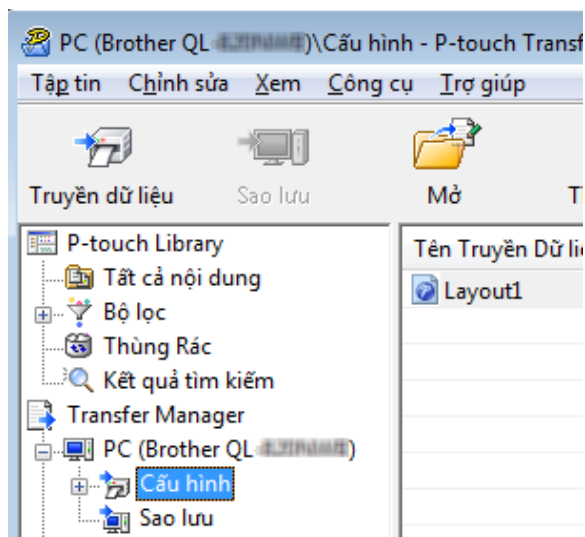 PC (Brother QL )\Cấu hình - P-touch Transf
Tập tin Chỉnh sửa Xem Công cụ Trợ giúp
Truyền dữ liệu Sao lưu Mở
P-touch Library
Tất cả nội dung
Bộ lọc
Thùng Rác
Kết quả tìm kiếm
Transfer Manager
PC (Brother QL )
Cấu hình
Sao lưu
Tên Truyền Dữ liệ
Layout1